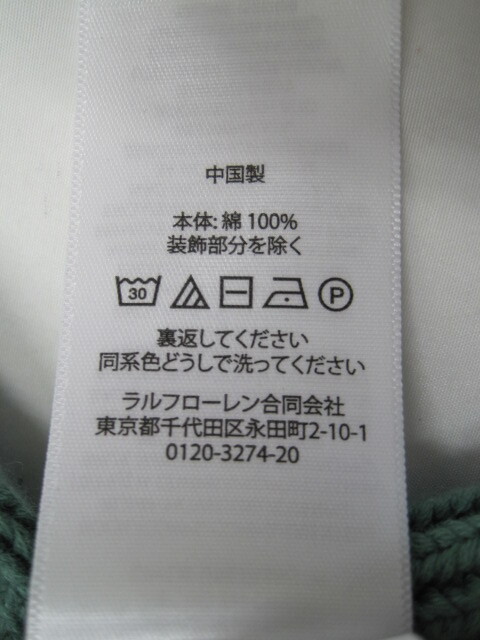 中国製
本体: 綿 100%
装飾部分を除く
30 P
裏返してください
同系色どうしで洗ってください
ラルフローレン合同会社
東京都千代田区永田町2-10-1
0120-3274-20